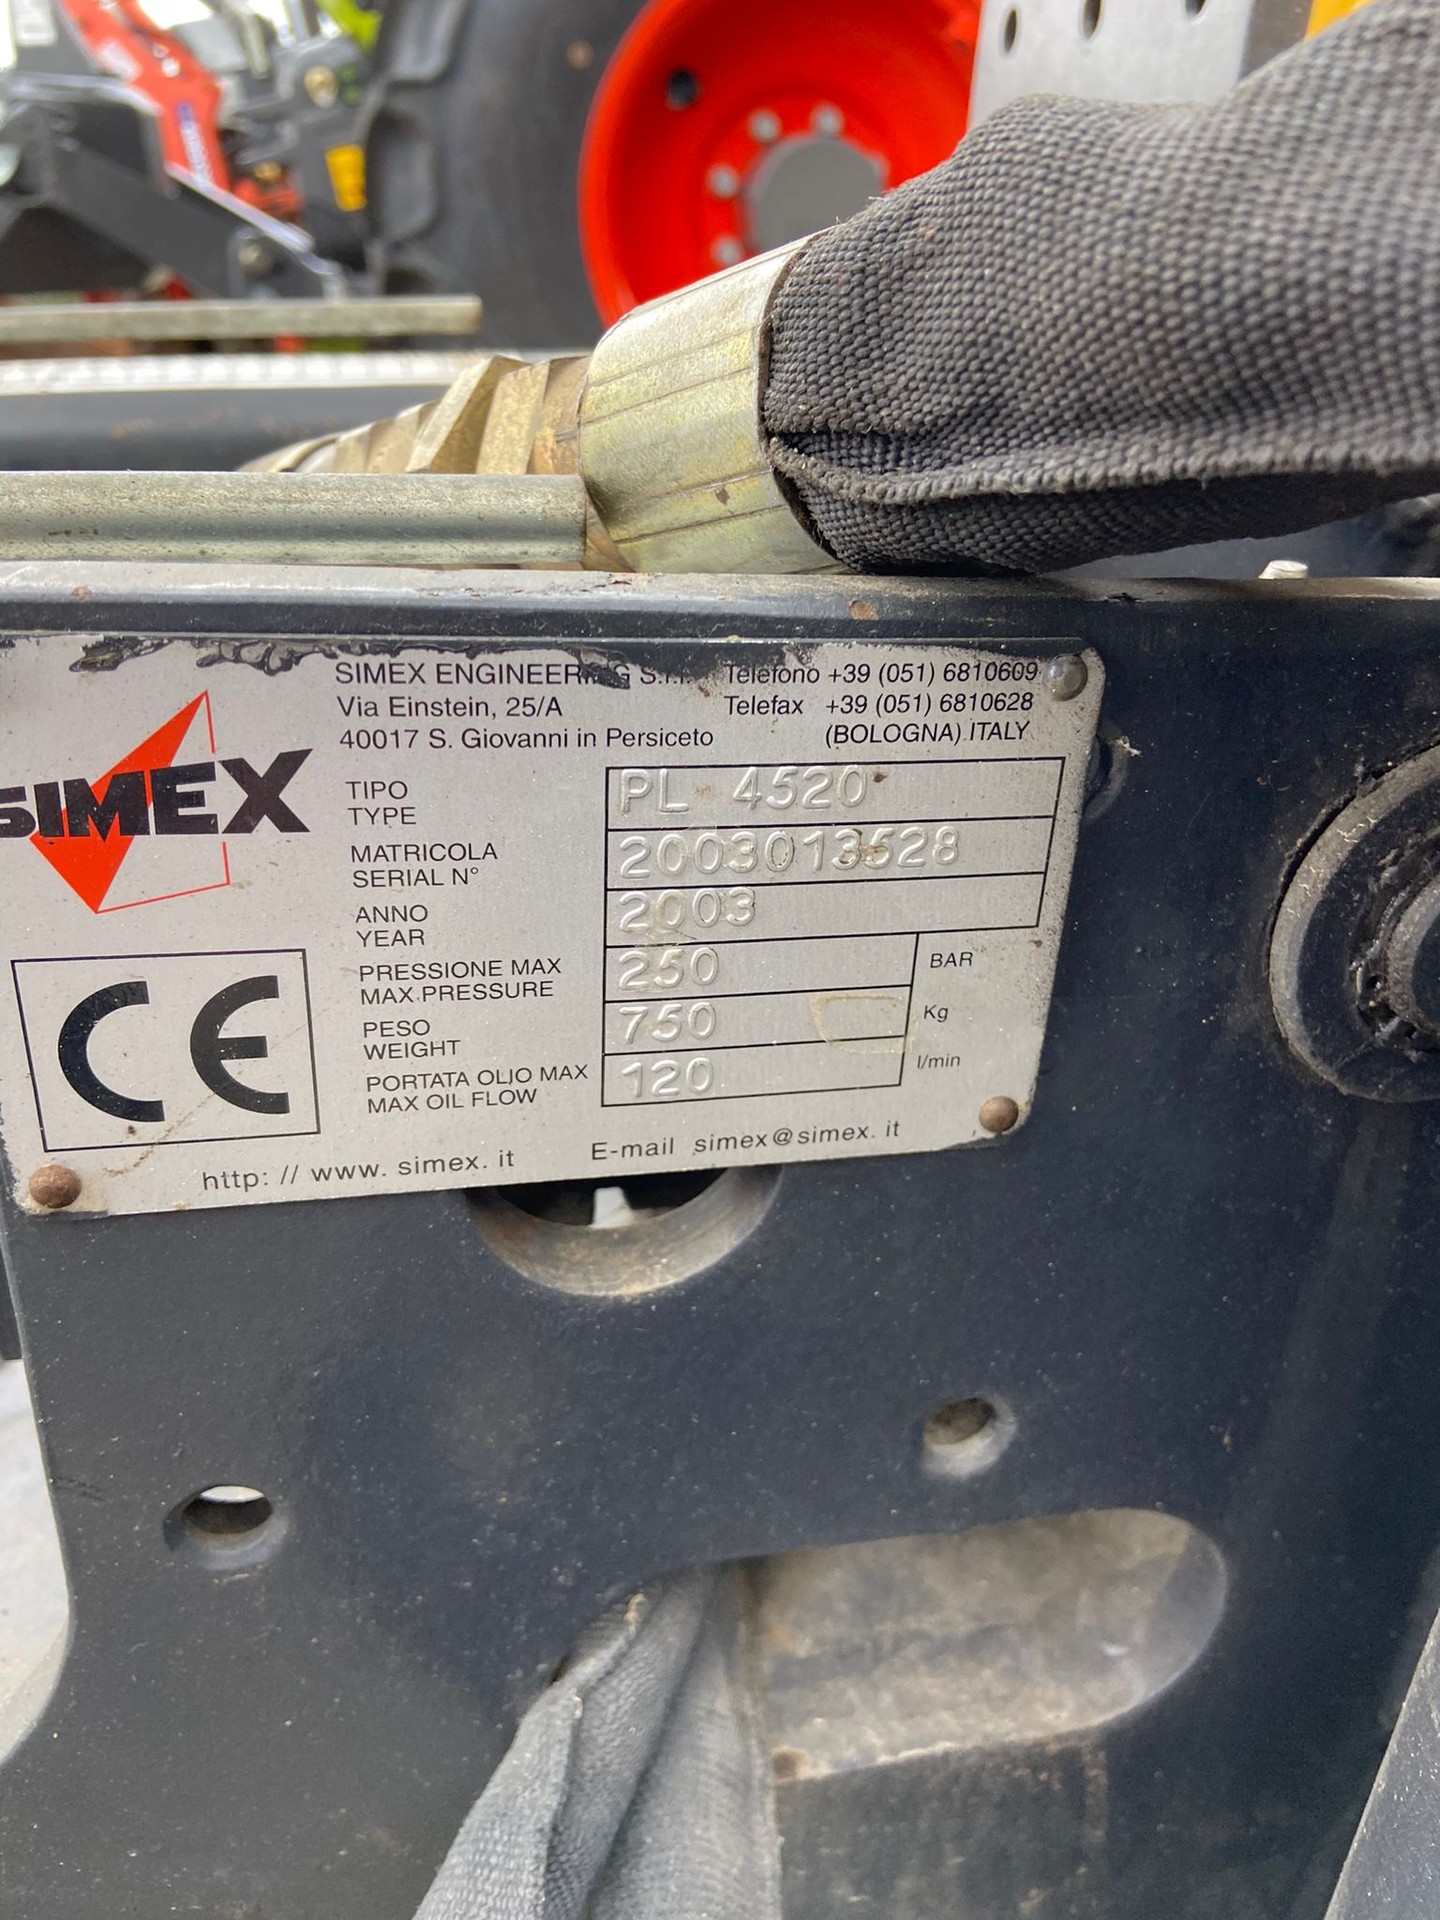 SIMEX ENGINEERING S.r.l.
Telefono +39 (051) 6810609
Via Einstein, 25/A
Telefax +39 (051) 6810628
40017 S. Giovanni in Persiceto
(BOLOGNA) ITALY
SIMEX
TIPO
TYPE
PL 4520
MATRICOLA
SERIAL N°
2003013528
ANNO
YEAR
2003
PRESSIONE MAX
MAX.PRESSURE
250
BAR
PESO
WEIGHT
750
Kg
PORTATA OLIO MAX
MAX OIL FLOW
120
l/min
CE
http: // www. simex. it
E-mail simex@simex. it